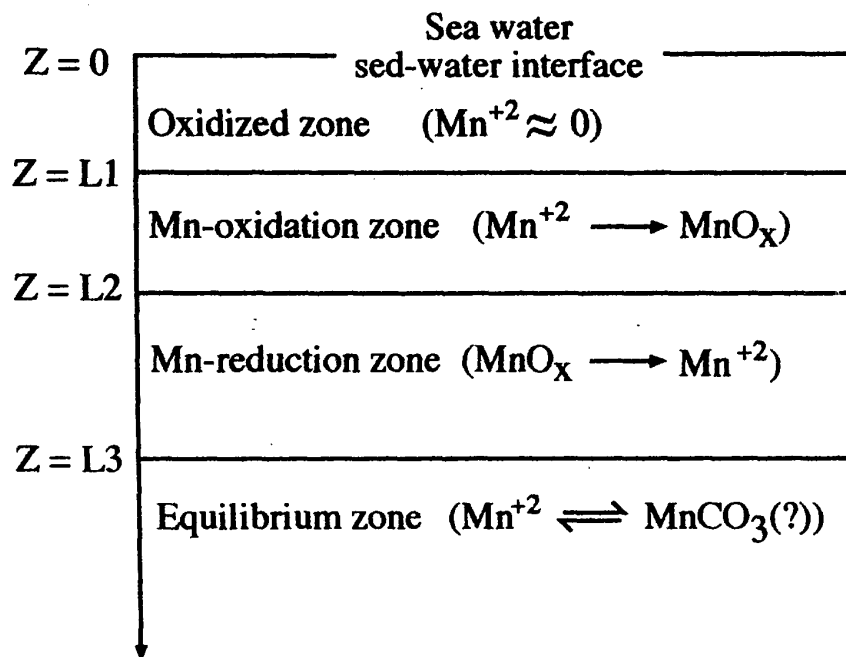 Sea water
Z = 0 sed-water interface
Oxidized zone (Mn⁺² ≈ 0)
Z = L1
Mn-oxidation zone (Mn⁺² → MnOₓ)
Z = L2
Mn-reduction zone (MnOₓ → Mn⁺²)
Z = L3
Equilibrium zone (Mn⁺² ⇌ MnCO₃(?))